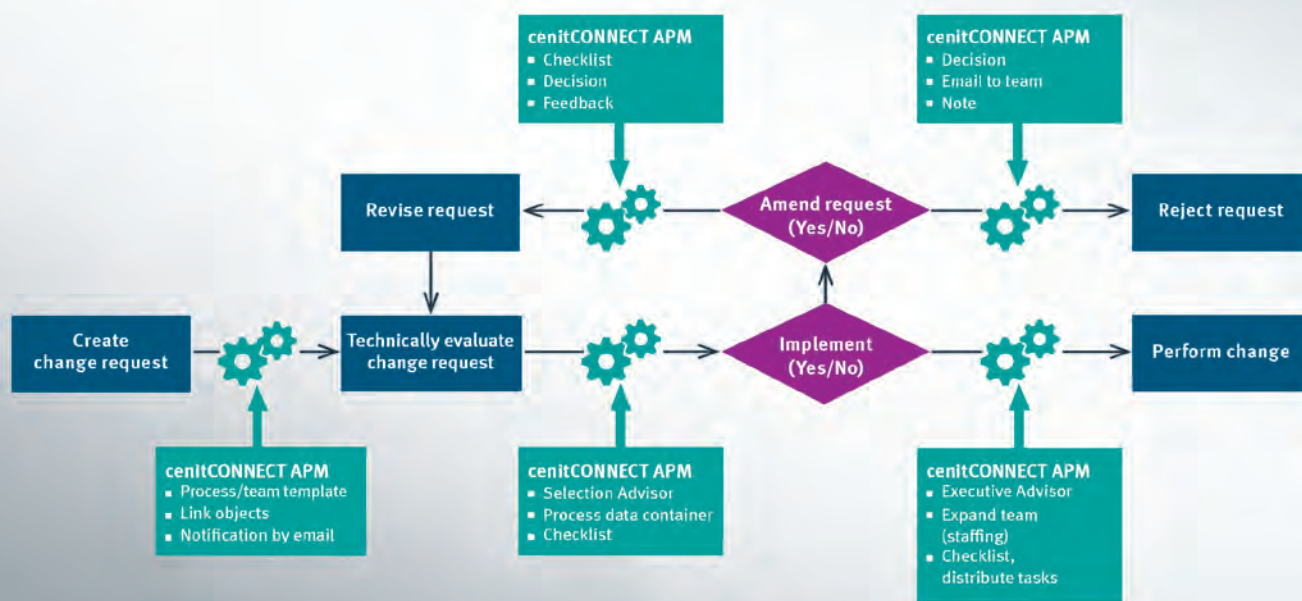 cenitCONNECT APM
▪ Checklist
▪ Decision
▪ Feedback
cenitCONNECT APM
▪ Decision
▪ Email to team
▪ Note
Revise request
Amend request
(Yes/No)
Reject request
Create
change request
Technically evaluate
change request
Implement
(Yes/No)
Perform change
cenitCONNECT APM
▪ Process/team template
▪ Link objects
▪ Notification by email
cenitCONNECT APM
▪ Selection Advisor
▪ Process data container
▪ Checklist
cenitCONNECT APM
▪ Executive Advisor
▪ Expand team
(staffing)
▪ Checklist,
distribute tasks